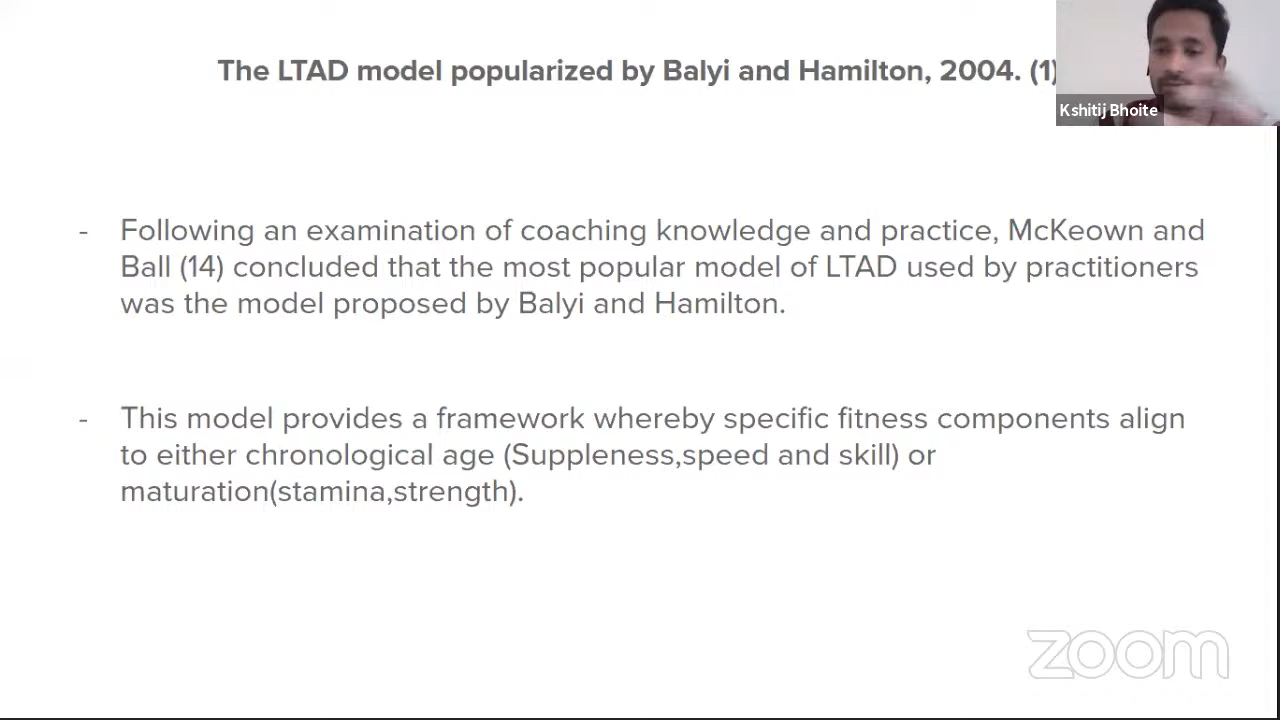 The LTAD model popularized by Balyi and Hamilton, 2004. (1)
Kshitij Bhoite
- Following an examination of coaching knowledge and practice, McKeown and
Ball (14) concluded that the most popular model of LTAD used by practitioners
was the model proposed by Balyi and Hamilton.
- This model provides a framework whereby specific fitness components align
to either chronological age (Suppleness,speed and skill) or
maturation(stamina,strength).
zoom